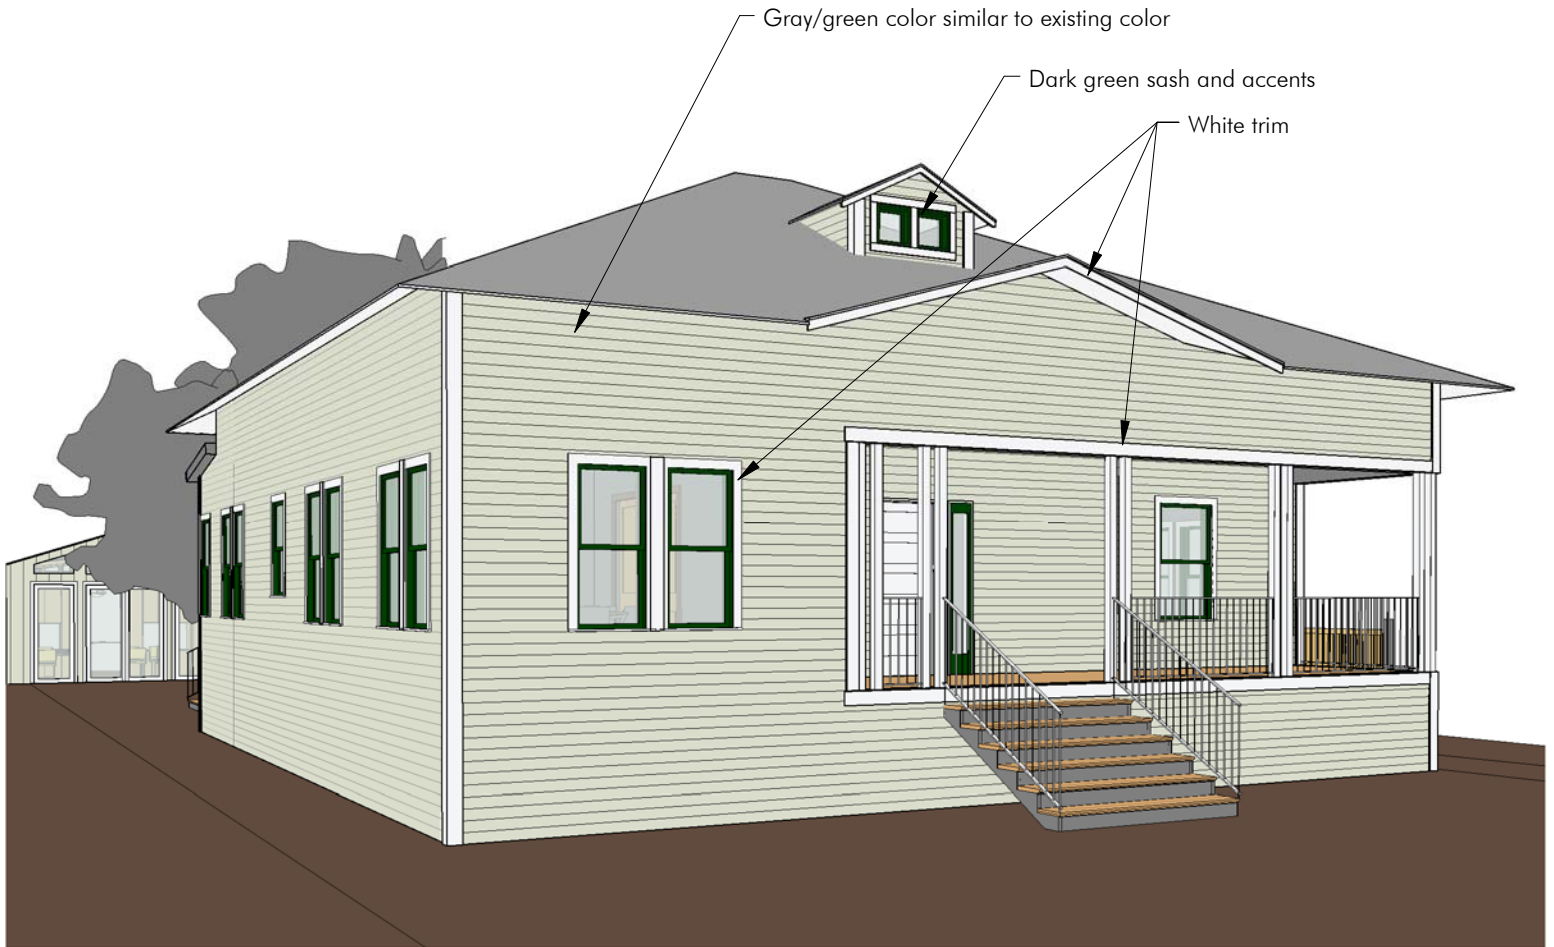 Gray/green color similar to existing color
Dark green sash and accents
White trim